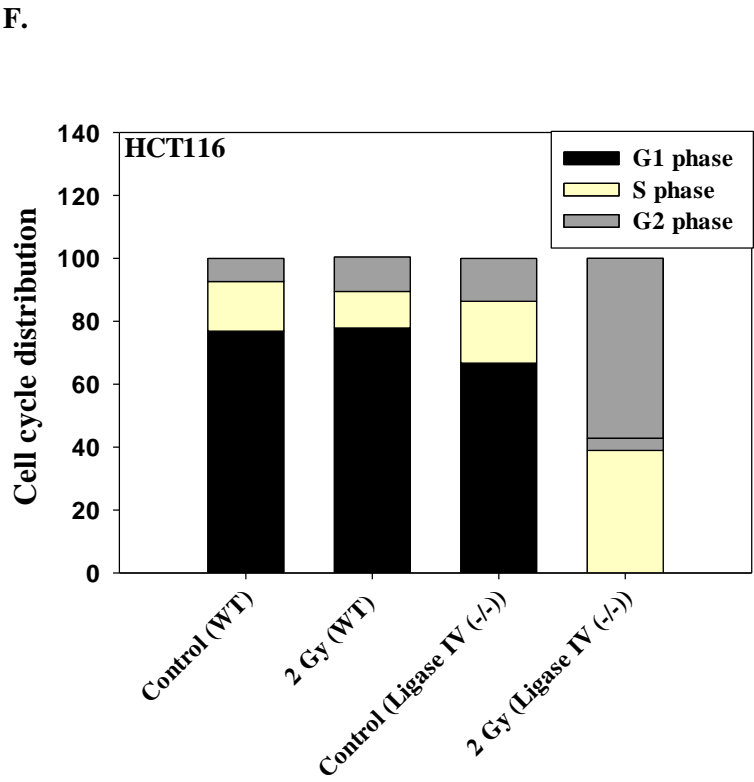 F.
HCT116
G1 phase
S phase
G2 phase
Cell cycle distribution
140
120
100
80
60
40
20
0
Control (WT)
2 Gy (WT)
Control (Ligase IV (-/-))
2 Gy (Ligase IV (-/-))